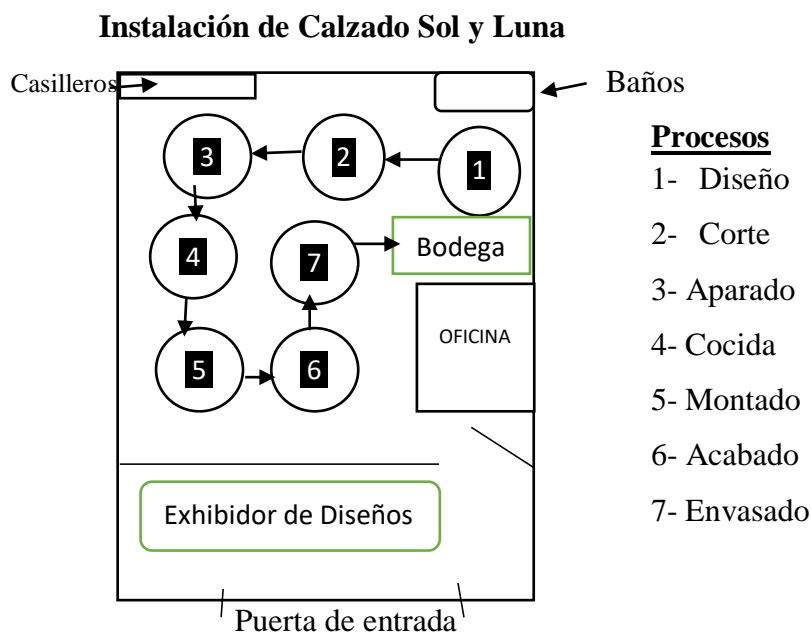 Instalación de Calzado Sol y Luna
Casilleros
Baños
3
2
1
4
7
Bodega
OFICINA
5
6
Exhibidor de Diseños
Puerta de entrada
Procesos
1- Diseño
2- Corte
3- Aparado
4- Cocida
5- Montado
6- Acabado
7- Envasado